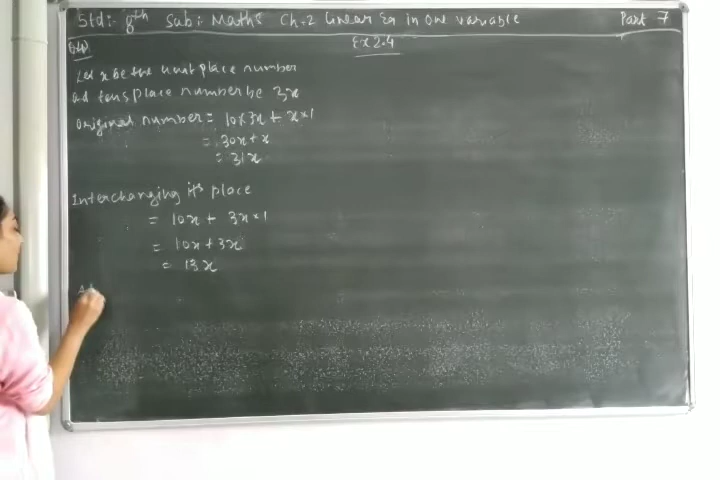 Std:- 8th Sub: Maths Ch-2 Linear Eq in One variable Part 7
Ex 2.4
Let x be the unit place number
ad tens place number be 3x
Original number = 10×3x + x×1
= 30x + x
= 31x
Interchanging its place
= 10x + 3x×1
= 10x + 3x
= 13x